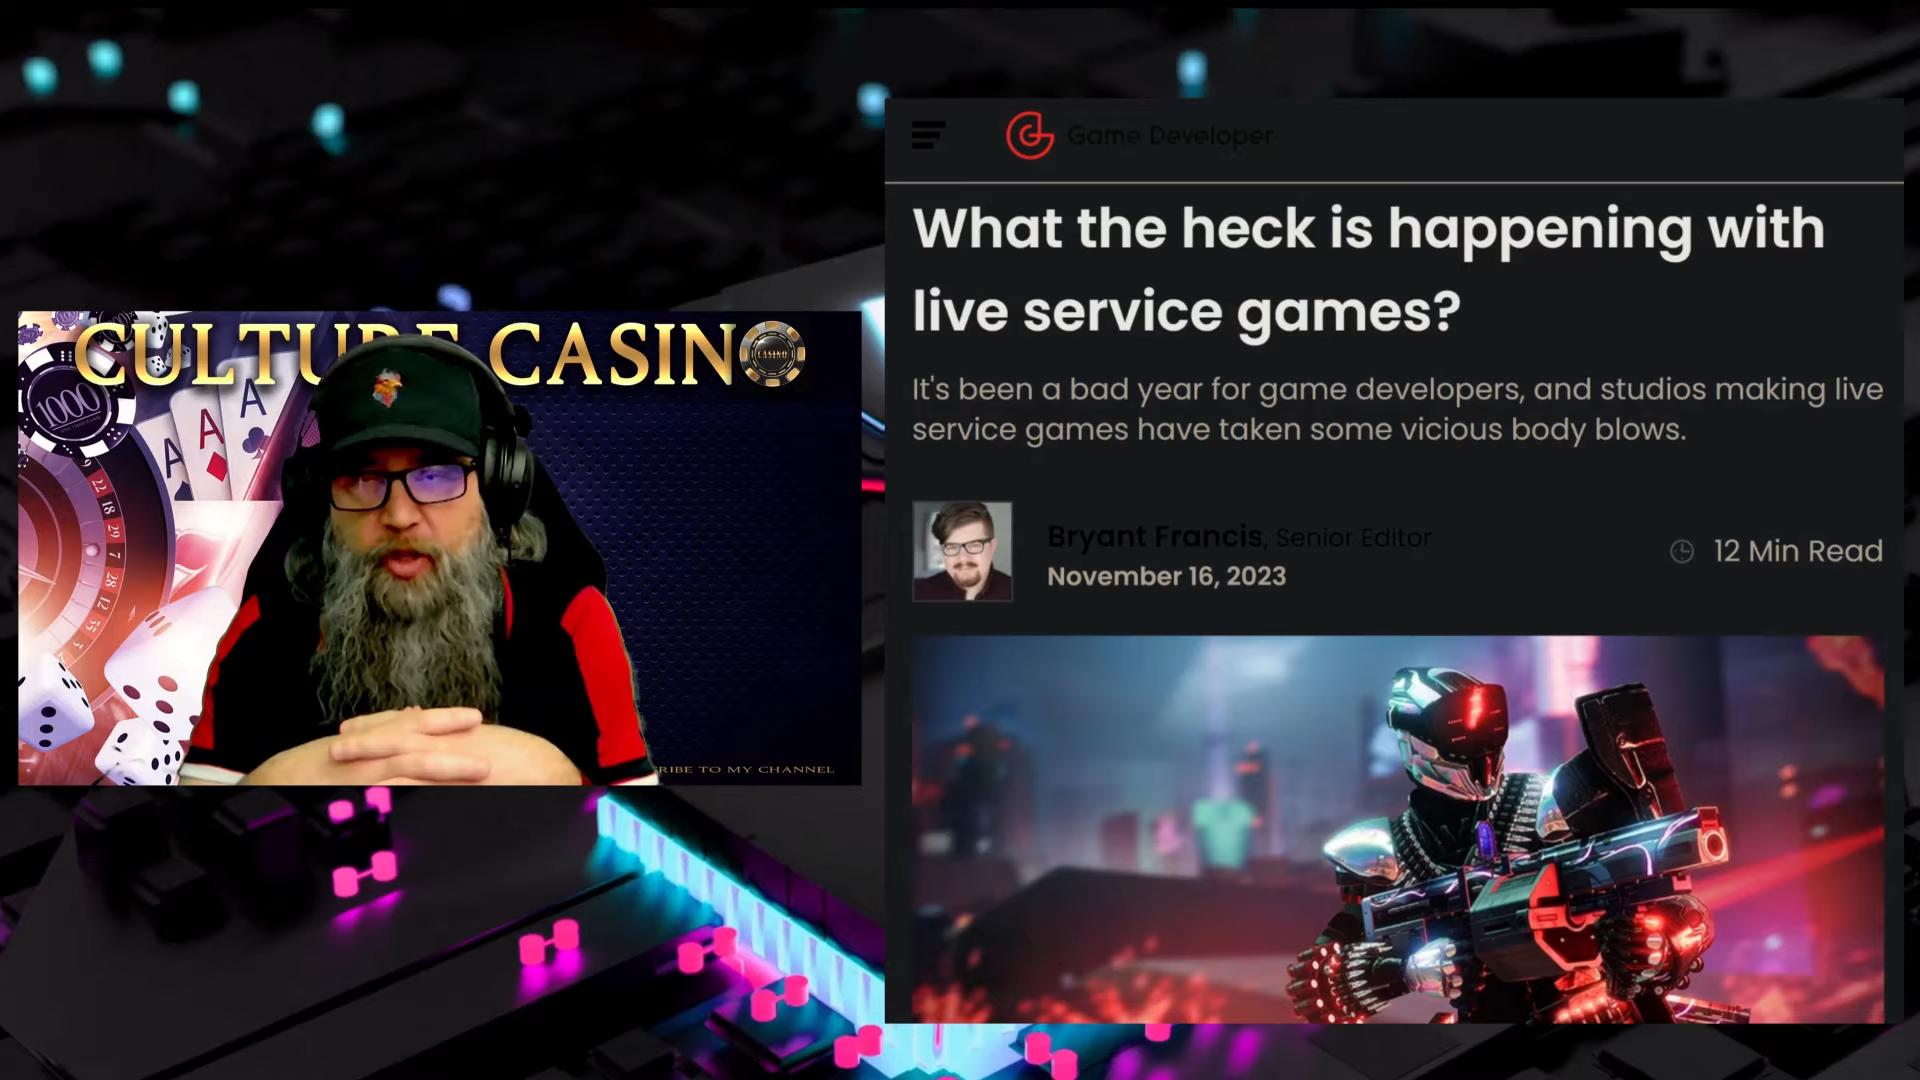 CULTURE CASINO
CASINO
1000
A A A
RIBE TO MY CHANNEL
Game Developer
What the heck is happening with
live service games?
It's been a bad year for game developers, and studios making live
service games have taken some vicious body blows.
Bryant Francis, Senior Editor
November 16, 2023
12 Min Read